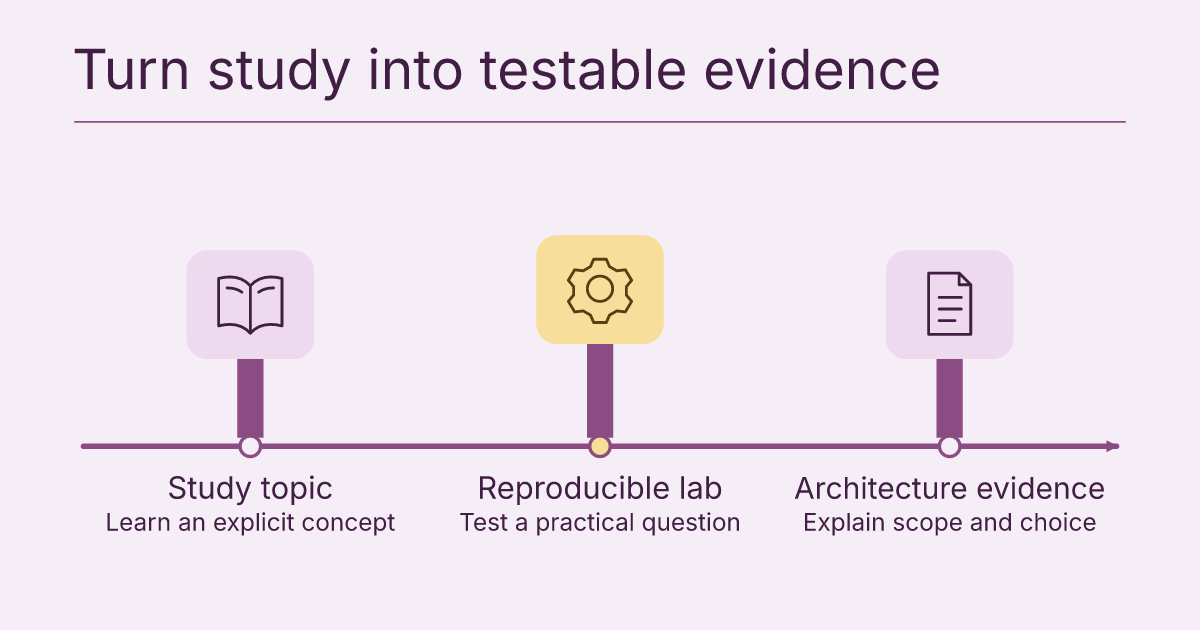 Turn study into testable evidence
Study topic
Learn an explicit concept
Reproducible lab
Test a practical question
Architecture evidence
Explain scope and choice